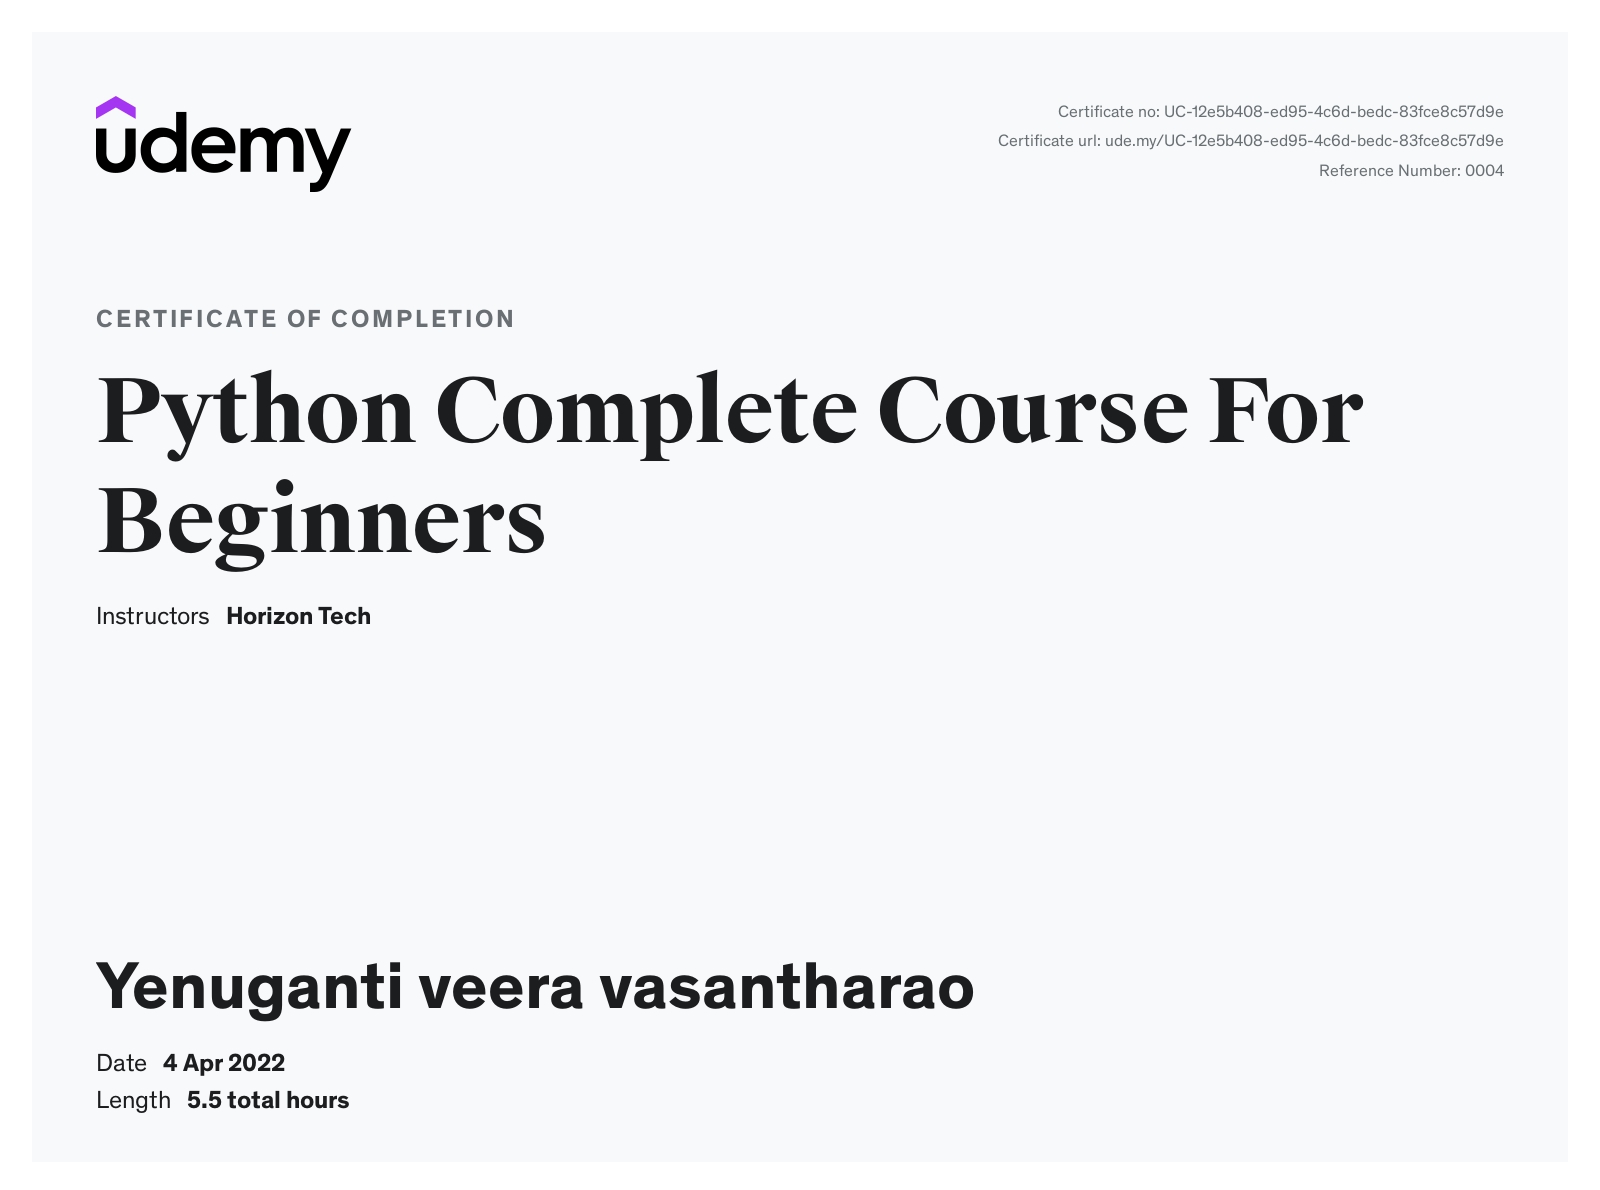 udemy
Certificate no: UC-12e5b408-ed95-4c6d-bedc-83fce8c57d9e
Certificate url: ude.my/UC-12e5b408-ed95-4c6d-bedc-83fce8c57d9e
Reference Number: 0004
CERTIFICATE OF COMPLETION
Python Complete Course For
Beginners
Instructors Horizon Tech
Yenuganti veera vasantharao
Date 4 Apr 2022
Length 5.5 total hours